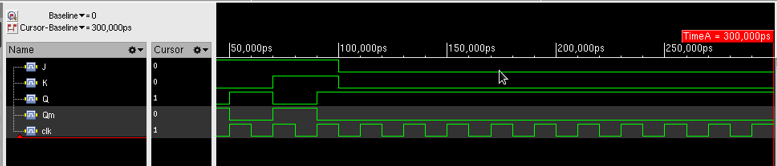 Baseline▼= 0
Cursor-Baseline▼= 300,000ps
TimeA = 300,000ps
Name Cursor 50,000ps 100,000ps 150,000ps 200,000ps 250,000ps
J 0
K 0
Q 1
Qm 0
clk 1